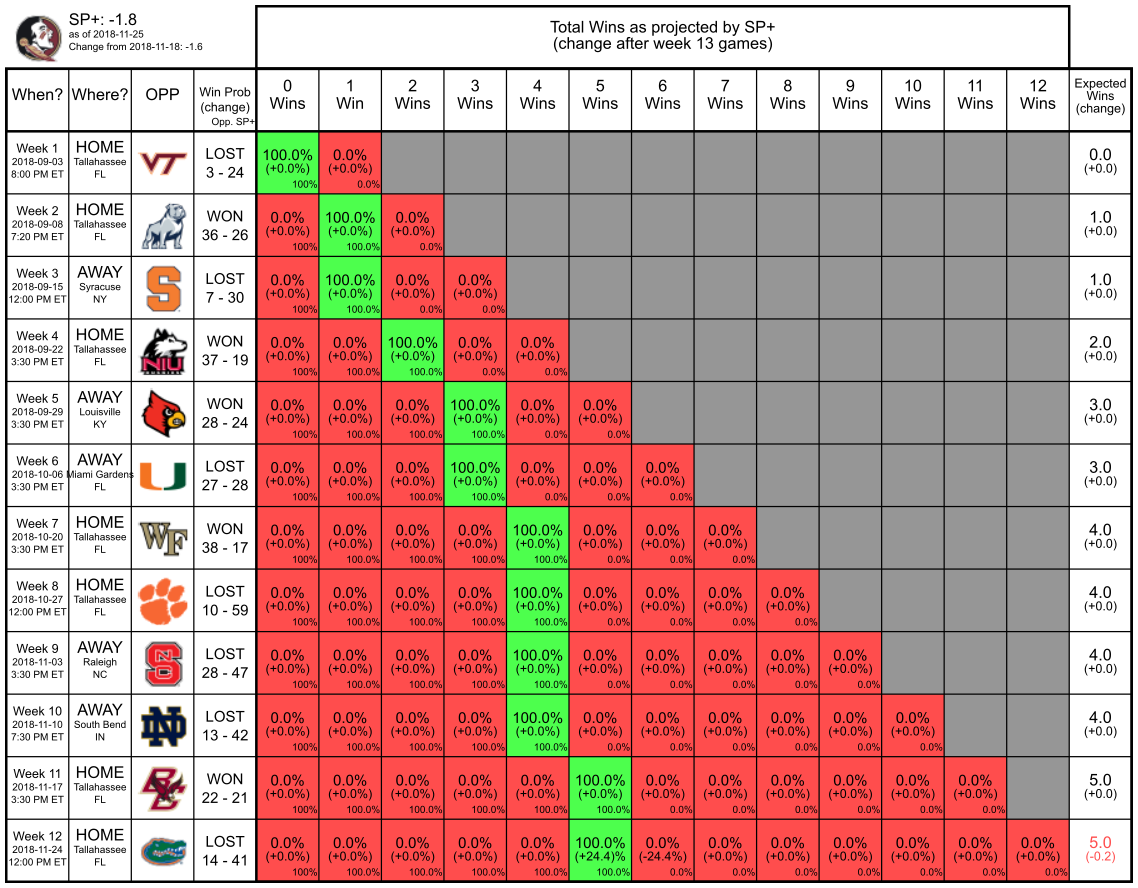 SP+: -1.8
as of 2018-11-25
Change from 2018-11-18: -1.6
Total Wins as projected by SP+
(change after week 13 games)
When? Where? OPP Win Prob (change) Opp. SP+ 0 Wins 1 Win 2 Wins 3 Wins 4 Wins 5 Wins 6 Wins 7 Wins 8 Wins 9 Wins 10 Wins 11 Wins 12 Wins Expected Wins (change)
Week 1 HOME VT LOST 100.0% 0.0% 0.0
2018-09-03 Tallahassee (+0.0%) (+0.0%) (+0.0)
8:00 PM ET FL 3 - 24
100% 0.0%
Week 2 HOME WON 0.0% 100.0% 0.0% 1.0
2018-09-08 Tallahassee (+0.0%) (+0.0%) (+0.0%) (+0.0)
7:20 PM ET FL 36 - 26
100% 100.0% 0.0%
Week 3 AWAY S LOST 0.0% 100.0% 0.0% 0.0% 1.0
2018-09-15 Syracuse (+0.0%) (+0.0%) (+0.0%) (+0.0%) (+0.0)
12:00 PM ET NY 7 - 30
100% 100.0% 0.0% 0.0%
Week 4 HOME NIU WON 0.0% 0.0% 100.0% 0.0% 0.0% 2.0
2018-09-22 Tallahassee (+0.0%) (+0.0%) (+0.0%) (+0.0%) (+0.0%) (+0.0)
3:30 PM ET FL 37 - 19
100% 100.0% 100.0% 0.0% 0.0%
Week 5 AWAY WON 0.0% 0.0% 0.0% 100.0% 0.0% 0.0% 3.0
2018-09-29 Louisville (+0.0%) (+0.0%) (+0.0%) (+0.0%) (+0.0%) (+0.0%) (+0.0)
3:30 PM ET KY 28 - 24
100% 100.0% 100.0% 100.0% 0.0% 0.0%
Week 6 AWAY U LOST 0.0% 0.0% 0.0% 100.0% 0.0% 0.0% 0.0% 3.0
2018-10-06 Miami Gardens (+0.0%) (+0.0%) (+0.0%) (+0.0%) (+0.0%) (+0.0%) (+0.0%) (+0.0)
3:30 PM ET FL 27 - 28
100% 100.0% 100.0% 100.0% 0.0% 0.0% 0.0%
Week 7 HOME WF WON 0.0% 0.0% 0.0% 0.0% 100.0% 0.0% 0.0% 0.0% 4.0
2018-10-20 Tallahassee (+0.0%) (+0.0%) (+0.0%) (+0.0%) (+0.0%) (+0.0%) (+0.0%) (+0.0%) (+0.0)
3:30 PM ET FL 38 - 17
100% 100.0% 100.0% 100.0% 100.0% 0.0% 0.0% 0.0%
Week 8 HOME LOST 0.0% 0.0% 0.0% 0.0% 100.0% 0.0% 0.0% 0.0% 0.0% 4.0
2018-10-27 Tallahassee (+0.0%) (+0.0%) (+0.0%) (+0.0%) (+0.0%) (+0.0%) (+0.0%) (+0.0%) (+0.0%) (+0.0)
12:00 PM ET FL 10 - 59
100% 100.0% 100.0% 100.0% 100.0% 0.0% 0.0% 0.0% 0.0%
Week 9 AWAY NCS LOST 0.0% 0.0% 0.0% 0.0% 100.0% 0.0% 0.0% 0.0% 0.0% 0.0% 4.0
2018-11-03 Raleigh (+0.0%) (+0.0%) (+0.0%) (+0.0%) (+0.0%) (+0.0%) (+0.0%) (+0.0%) (+0.0%) (+0.0%) (+0.0)
3:30 PM ET NC 28 - 47
100% 100.0% 100.0% 100.0% 100.0% 0.0% 0.0% 0.0% 0.0% 0.0%
Week 10 AWAY ND LOST 0.0% 0.0% 0.0% 0.0% 100.0% 0.0% 0.0% 0.0% 0.0% 0.0% 0.0% 4.0
2018-11-10 South Bend (+0.0%) (+0.0%) (+0.0%) (+0.0%) (+0.0%) (+0.0%) (+0.0%) (+0.0%) (+0.0%) (+0.0%) (+0.0%) (+0.0)
7:30 PM ET IN 13 - 42
100% 100.0% 100.0% 100.0% 100.0% 0.0% 0.0% 0.0% 0.0% 0.0% 0.0%
Week 11 HOME BC WON 0.0% 0.0% 0.0% 0.0% 0.0% 100.0% 0.0% 0.0% 0.0% 0.0% 0.0% 0.0% 5.0
2018-11-17 Tallahassee (+0.0%) (+0.0%) (+0.0%) (+0.0%) (+0.0%) (+0.0%) (+0.0%) (+0.0%) (+0.0%) (+0.0%) (+0.0%) (+0.0%) (+0.0)
3:30 PM ET FL 22 - 21
100% 100.0% 100.0% 100.0% 100.0% 100.0% 0.0% 0.0% 0.0% 0.0% 0.0% 0.0%
Week 12 HOME LOST 0.0% 0.0% 0.0% 0.0% 0.0% 100.0% 0.0% 0.0% 0.0% 0.0% 0.0% 0.0% 0.0% 5.0
2018-11-24 Tallahassee (+0.0%) (+0.0%) (+0.0%) (+0.0%) (+0.0%) (+24.4)% (-24.4%) (+0.0%) (+0.0%) (+0.0%) (+0.0%) (+0.0%) (+0.0%) (-0.2)
12:00 PM ET FL 14 - 41
100% 100.0% 100.0% 100.0% 100.0% 100.0% 0.0% 0.0% 0.0% 0.0% 0.0% 0.0% 0.0%